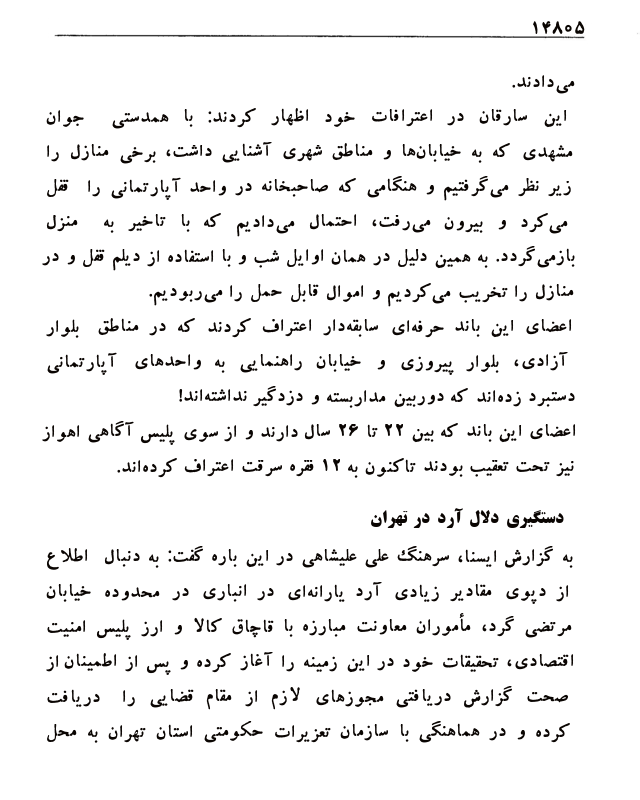 ۱۴۸۰۵
می‌دادند.
این سارقان در اعترافات خود اظهار کردند: با همدستی جوان
مشهدی که به خیابان‌ها و مناطق شهری آشنایی داشت، برخی منازل را
زیر نظر می‌گرفتیم و هنگامی که صاحبخانه در واحد آپارتمانی را قفل
می‌کرد و بیرون می‌رفت، احتمال می‌دادیم که با تاخیر به منزل
بازمی‌گردد. به همین دلیل در همان اوایل شب و با استفاده از دیلم قفل و در
منازل را تخریب می‌کردیم و اموال قابل حمل را می‌ربودیم.
اعضای این باند حرفه‌ای سابقه‌دار اعتراف کردند که در مناطق بلوار
آزادی، بلوار پیروزی و خیابان راهنمایی به واحدهای آپارتمانی
دستبرد زده‌اند که دوربین مداربسته و دزدگیر نداشته‌اند!
اعضای این باند که بین ۲۲ تا ۲۶ سال دارند و از سوی پلیس آگاهی اهواز
نیز تحت تعقیب بودند تاکنون به ۱۲ فقره سرقت اعتراف کرده‌اند.
دستگیری دلال آرد در تهران
به گزارش ایسنا، سرهنگ علی علیشاهی در این باره گفت: به دنبال اطلاع
از دپوی مقادیر زیادی آرد یارانه‌ای در انباری در محدوده خیابان
مرتضی گرد، مأموران معاونت مبارزه با قاچاق کالا و ارز پلیس امنیت
اقتصادی، تحقیقات خود در این زمینه را آغاز کرده و پس از اطمینان از
صحت گزارش دریافتی مجوزهای لازم از مقام قضایی را دریافت
کرده و در هماهنگی با سازمان تعزیرات حکومتی استان تهران به محل